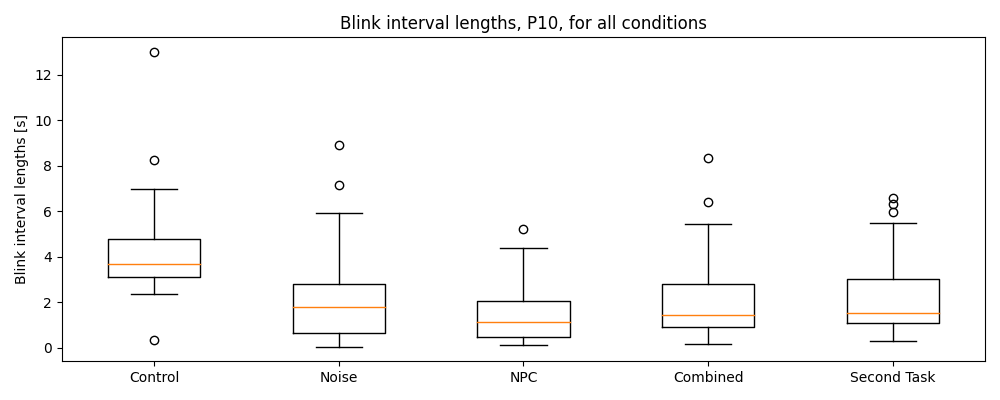 Blink interval lengths, P10, for all conditions
Blink interval lengths [s]
12
10
8
6
4
2
0
Control
Noise
NPC
Combined
Second Task